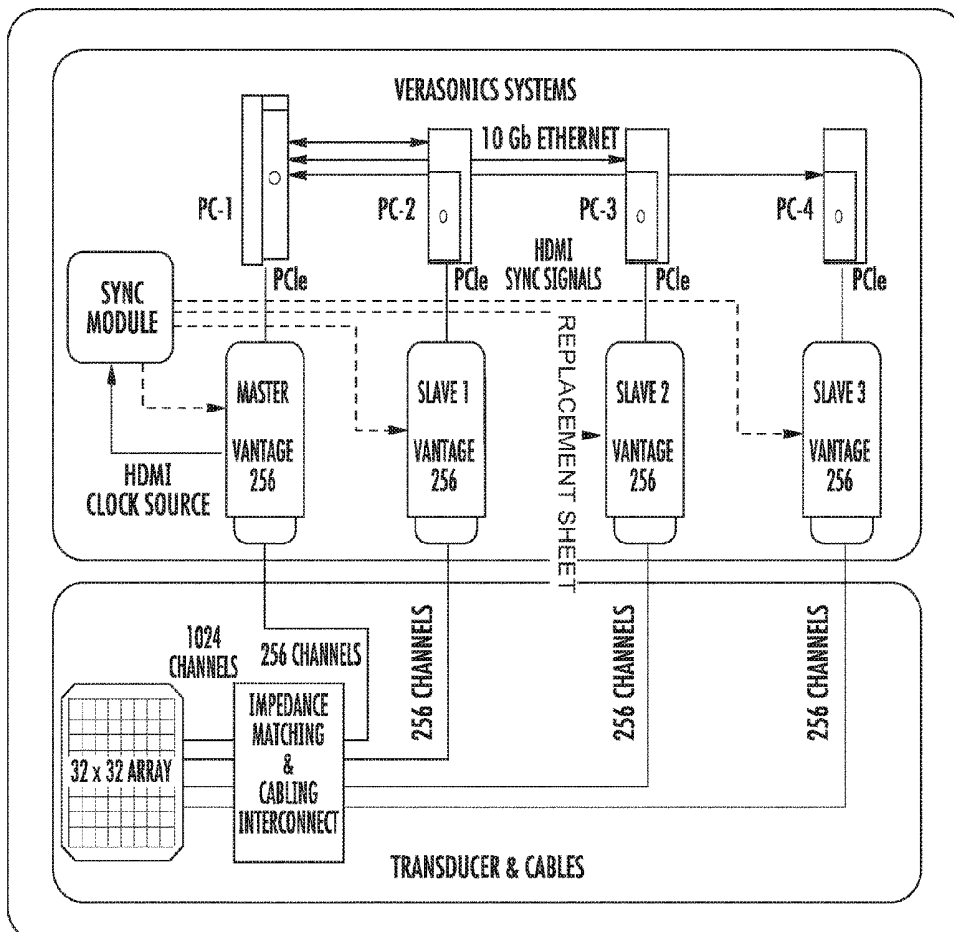 VERASONICS SYSTEMS
10 Gb ETHERNET
PC-1
PC-2
PC-3
PC-4
PCIe
PCIe
PCIe
PCIe
HDMI
SYNC SIGNALS
SYNC
MODULE
MASTER
VANTAGE
256
SLAVE 1
VANTAGE
256
SLAVE 2
VANTAGE
256
SLAVE 3
VANTAGE
256
HDMI
CLOCK SOURCE
REPLACEMENT SHEET
1024
CHANNELS
256 CHANNELS
256 CHANNELS
256 CHANNELS
256 CHANNELS
32 x 32 ARRAY
IMPEDANCE
MATCHING
&
CABLING
INTERCONNECT
TRANSDUCER & CABLES